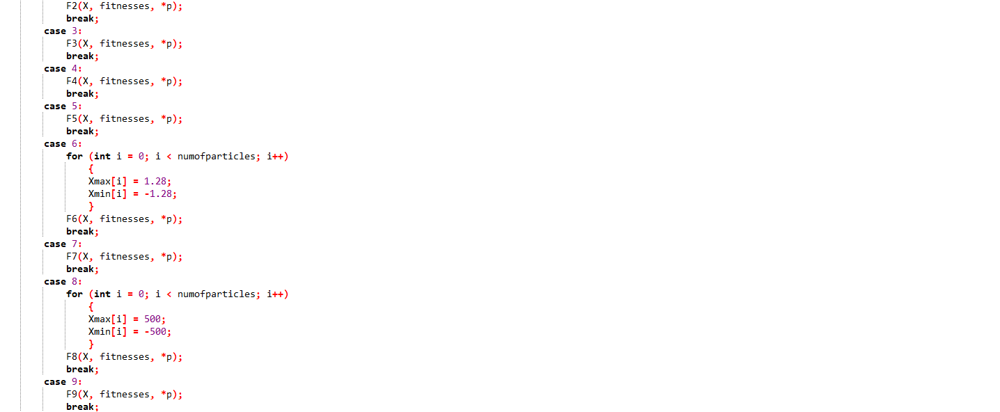 F2(X, fitnesses, *p);
break;
case 3:
F3(X, fitnesses, *p);
break;
case 4:
F4(X, fitnesses, *p);
break;
case 5:
F5(X, fitnesses, *p);
break;
case 6:
for (int i = 0; i < numofparticles; i++)
{
Xmax[i] = 1.28;
Xmin[i] = -1.28;
}
F6(X, fitnesses, *p);
break;
case 7:
F7(X, fitnesses, *p);
break;
case 8:
for (int i = 0; i < numofparticles; i++)
{
Xmax[i] = 500;
Xmin[i] = -500;
}
F8(X, fitnesses, *p);
break;
case 9:
F9(X, fitnesses, *p);
break;